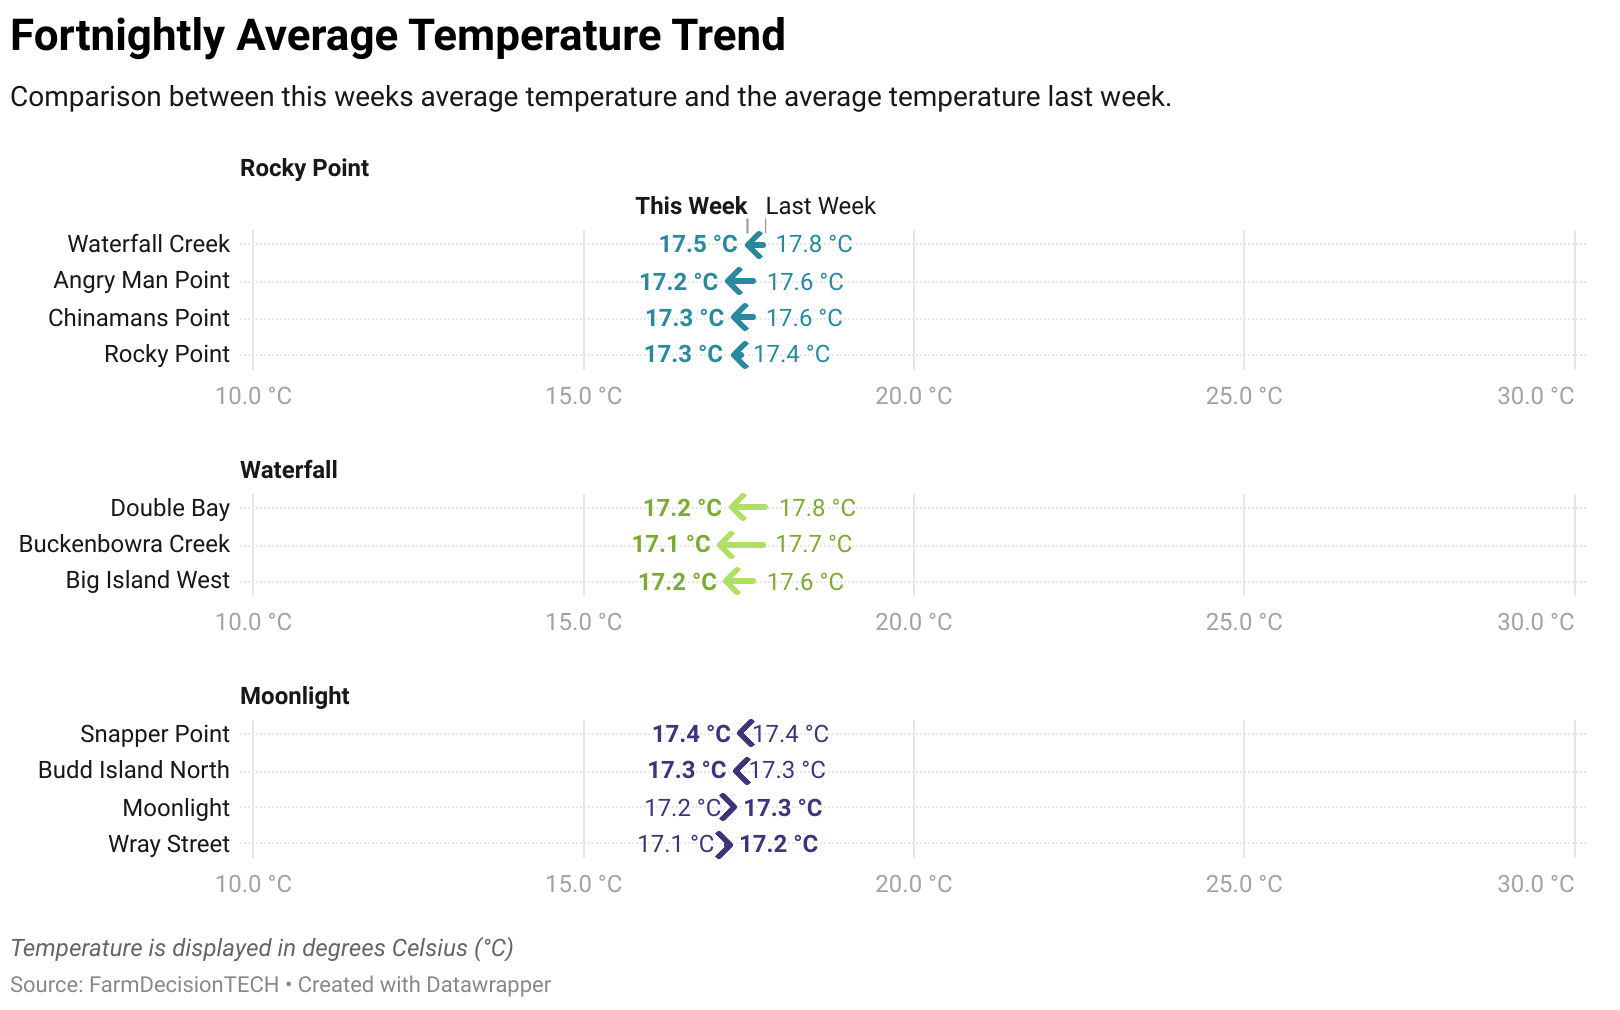 Fortnightly Average Temperature Trend
Comparison between this weeks average temperature and the average temperature last week.
Rocky Point
This Week Last Week
Waterfall Creek 17.5 °C 17.8 °C
Angry Man Point 17.2 °C 17.6 °C
Chinamans Point 17.3 °C 17.6 °C
Rocky Point 17.3 °C 17.4 °C
10.0 °C 15.0 °C 20.0 °C 25.0 °C 30.0 °C
Waterfall
Double Bay 17.2 °C 17.8 °C
Buckenbowra Creek 17.1 °C 17.7 °C
Big Island West 17.2 °C 17.6 °C
10.0 °C 15.0 °C 20.0 °C 25.0 °C 30.0 °C
Moonlight
Snapper Point 17.4 °C 17.4 °C
Budd Island North 17.3 °C 17.3 °C
Moonlight 17.2 °C 17.3 °C
Wray Street 17.1 °C 17.2 °C
10.0 °C 15.0 °C 20.0 °C 25.0 °C 30.0 °C
Temperature is displayed in degrees Celsius (°C)
Source: FarmDecisionTECH • Created with Datawrapper